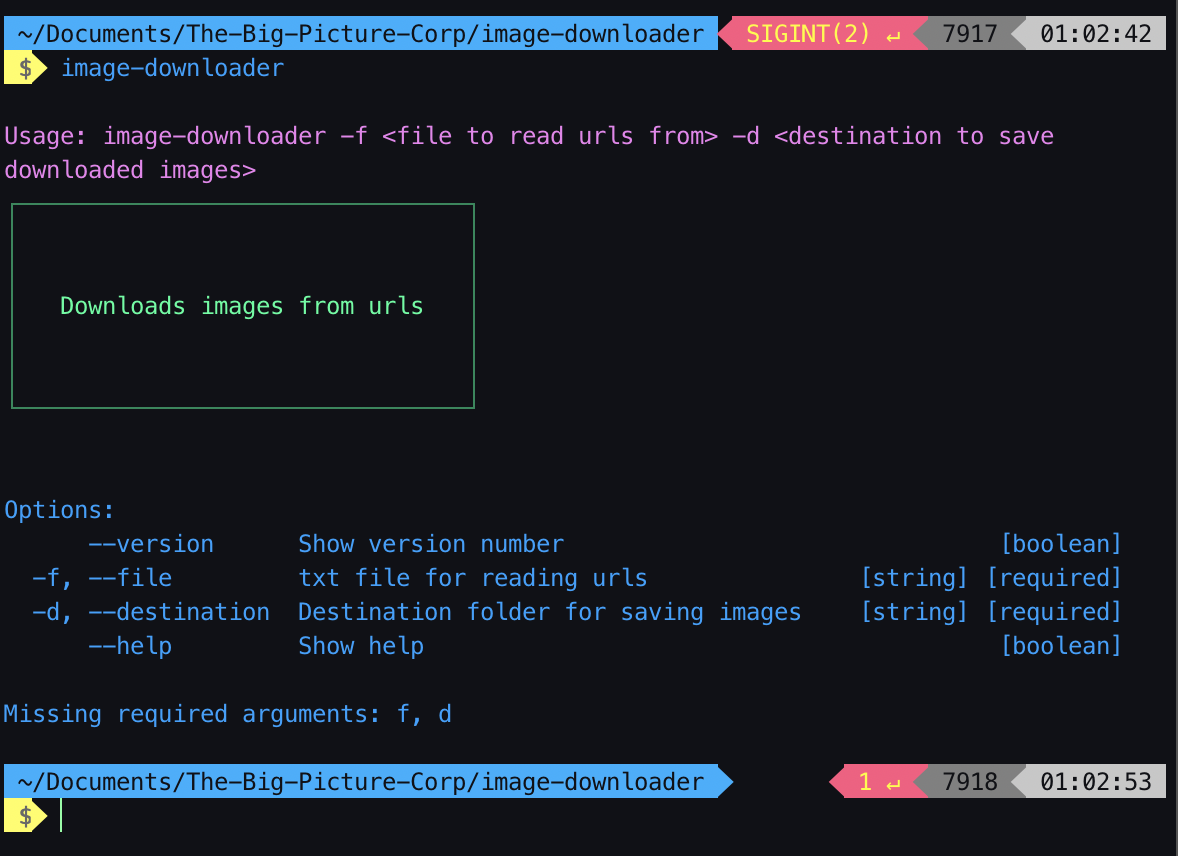 ~/Documents/The-Big-Picture-Corp/image-downloader SIGINT(2) ↵ 7917 01:02:42
$ image-downloader
Usage: image-downloader -f <file to read urls from> -d <destination to save
downloaded images>
Downloads images from urls
Options:
--version Show version number [boolean]
-f, --file txt file for reading urls [string] [required]
-d, --destination Destination folder for saving images [string] [required]
--help Show help [boolean]
Missing required arguments: f, d
~/Documents/The-Big-Picture-Corp/image-downloader 1 ↵ 7918 01:02:53
$